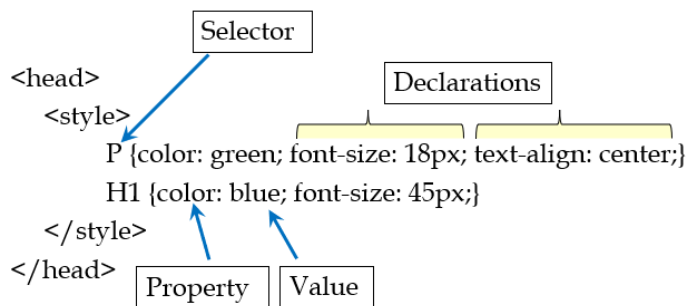 Selector
<head>
Declarations
<style>
P {color: green; font-size: 18px; text-align: center;}
H1 {color: blue; font-size: 45px;}
</style>
</head>
Property
Value